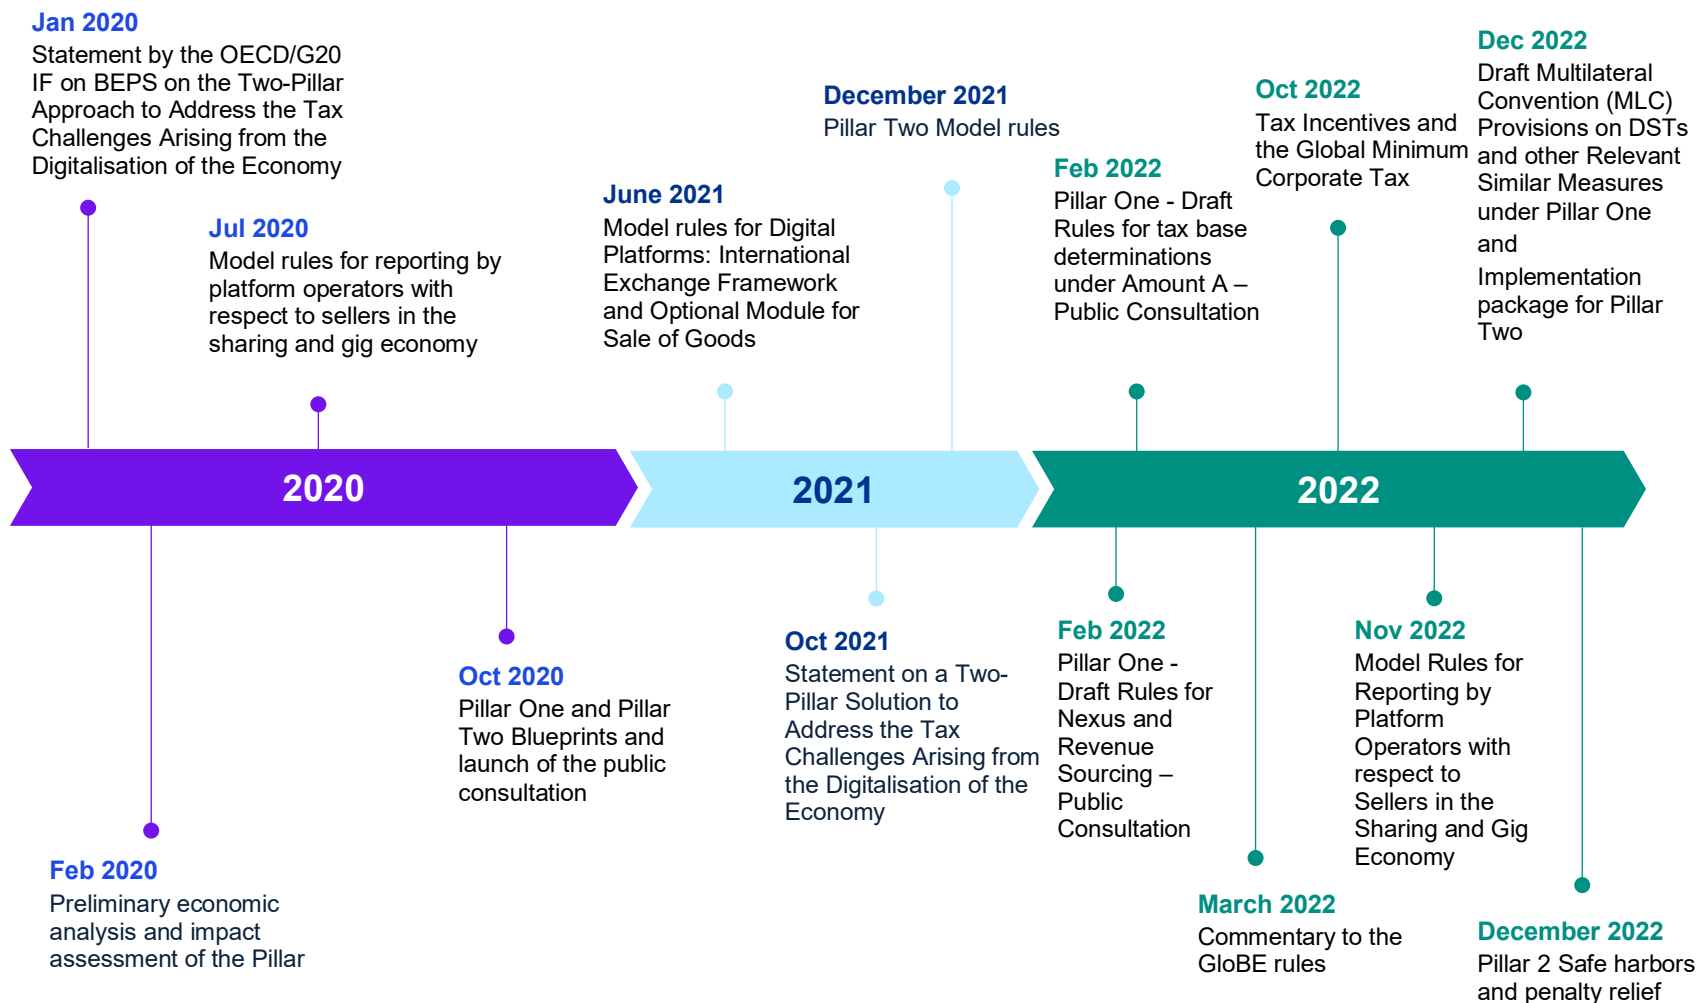 Jan 2020
Statement by the OECD/G20
IF on BEPS on the Two-Pillar
Approach to Address the Tax
Challenges Arising from the
Digitalisation of the Economy
Jul 2020
Model rules for reporting by
platform operators with
respect to sellers in the
sharing and gig economy
June 2021
Model rules for Digital
Platforms: International
Exchange Framework
and Optional Module for
Sale of Goods
December 2021
Pillar Two Model rules
Feb 2022
Pillar One - Draft
Rules for tax base
determinations
under Amount A –
Public Consultation
Oct 2022
Tax Incentives and
the Global Minimum
Corporate Tax
Dec 2022
Draft Multilateral
Convention (MLC)
Provisions on DSTs
and other Relevant
Similar Measures
under Pillar One
and
Implementation
package for Pillar
Two
2020
2021
2022
Feb 2020
Preliminary economic
analysis and impact
assessment of the Pillar
Oct 2020
Pillar One and Pillar
Two Blueprints and
launch of the public
consultation
Oct 2021
Statement on a Two-
Pillar Solution to
Address the Tax
Challenges Arising from
the Digitalisation of the
Economy
Feb 2022
Pillar One -
Draft Rules for
Nexus and
Revenue
Sourcing –
Public
Consultation
March 2022
Commentary to the
GloBE rules
Nov 2022
Model Rules for
Reporting by
Platform
Operators with
respect to
Sellers in the
Sharing and Gig
Economy
December 2022
Pillar 2 Safe harbors
and penalty relief